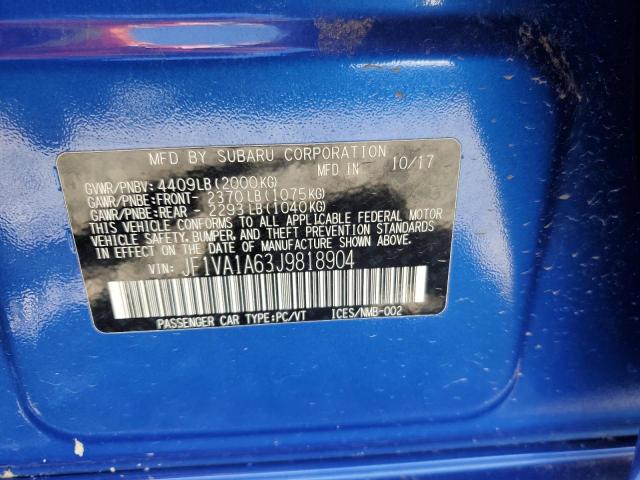 MFD BY SUBARU CORPORATION
MFD IN 10/17
GVWR/PNBV: 4409LB(2000KG)
GAWR/PNBE:FRONT- 2370LB(1075KG)
GAWR/PNBE:REAR - 2293LB(1040KG)
THIS VEHICLE CONFORMS TO ALL APPLICABLE FEDERAL MOTOR
VEHICLE SAFETY, BUMPER, AND THEFT PREVENTION STANDARDS
IN EFFECT ON THE DATE OF MANUFACTURE SHOWN ABOVE.
VIN: JF1VA1A63J9818904
PASSENGER CAR TYPE:PC/VT ICES/NMB-002